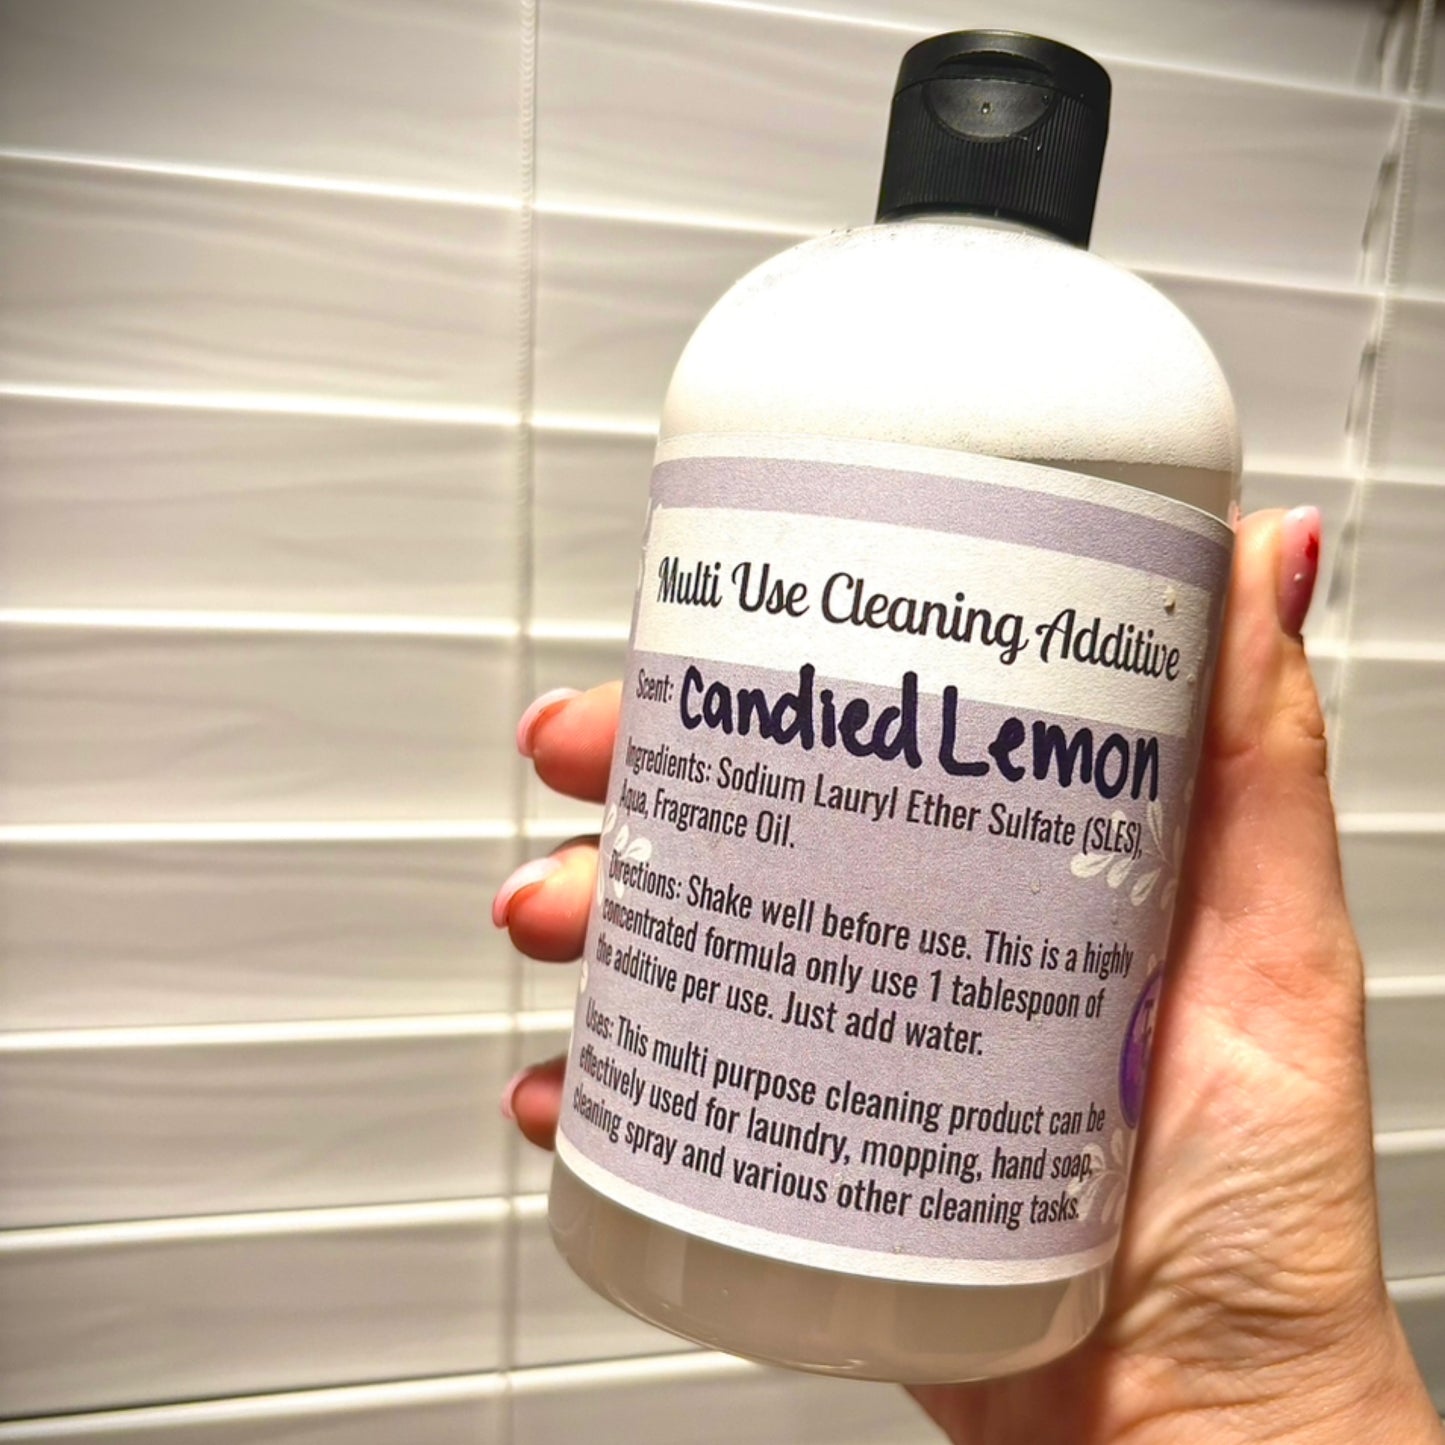 Multi Use Cleaning Additive
Scent: Candied Lemon
Ingredients: Sodium Lauryl Ether Sulfate (SLES),
Aqua, Fragrance Oil.
Directions: Shake well before use. This is a highly
concentrated formula only use 1 tablespoon of
the additive per use. Just add water.
Uses: This multi purpose cleaning product can be
effectively used for laundry, mopping, hand soap,
cleaning spray and various other cleaning tasks.